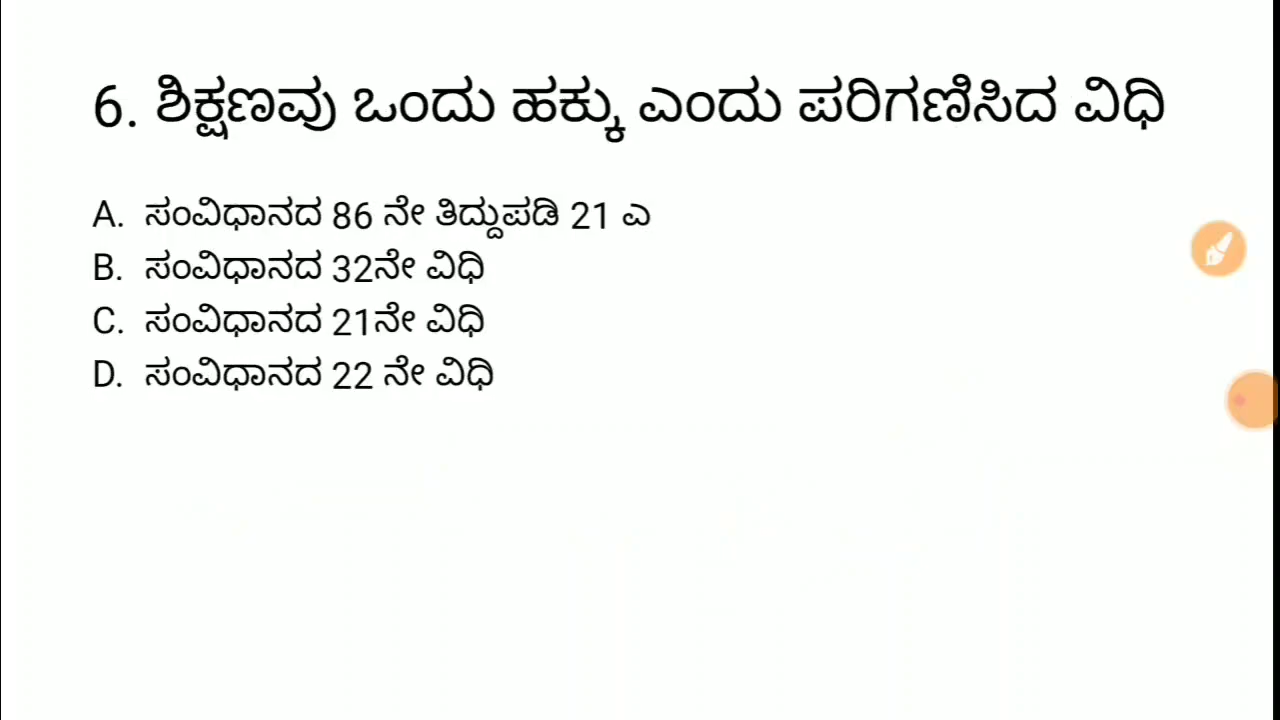 6. ಶಿಕ್ಷಣವು ಒಂದು ಹಕ್ಕು ಎಂದು ಪರಿಗಣಿಸಿದ ವಿಧಿ
A. ಸಂವಿಧಾನದ 86 ನೇ ತಿದ್ದುಪಡಿ 21 ಎ
B. ಸಂವಿಧಾನದ 32ನೇ ವಿಧಿ
C. ಸಂವಿಧಾನದ 21ನೇ ವಿಧಿ
D. ಸಂವಿಧಾನದ 22 ನೇ ವಿಧಿ